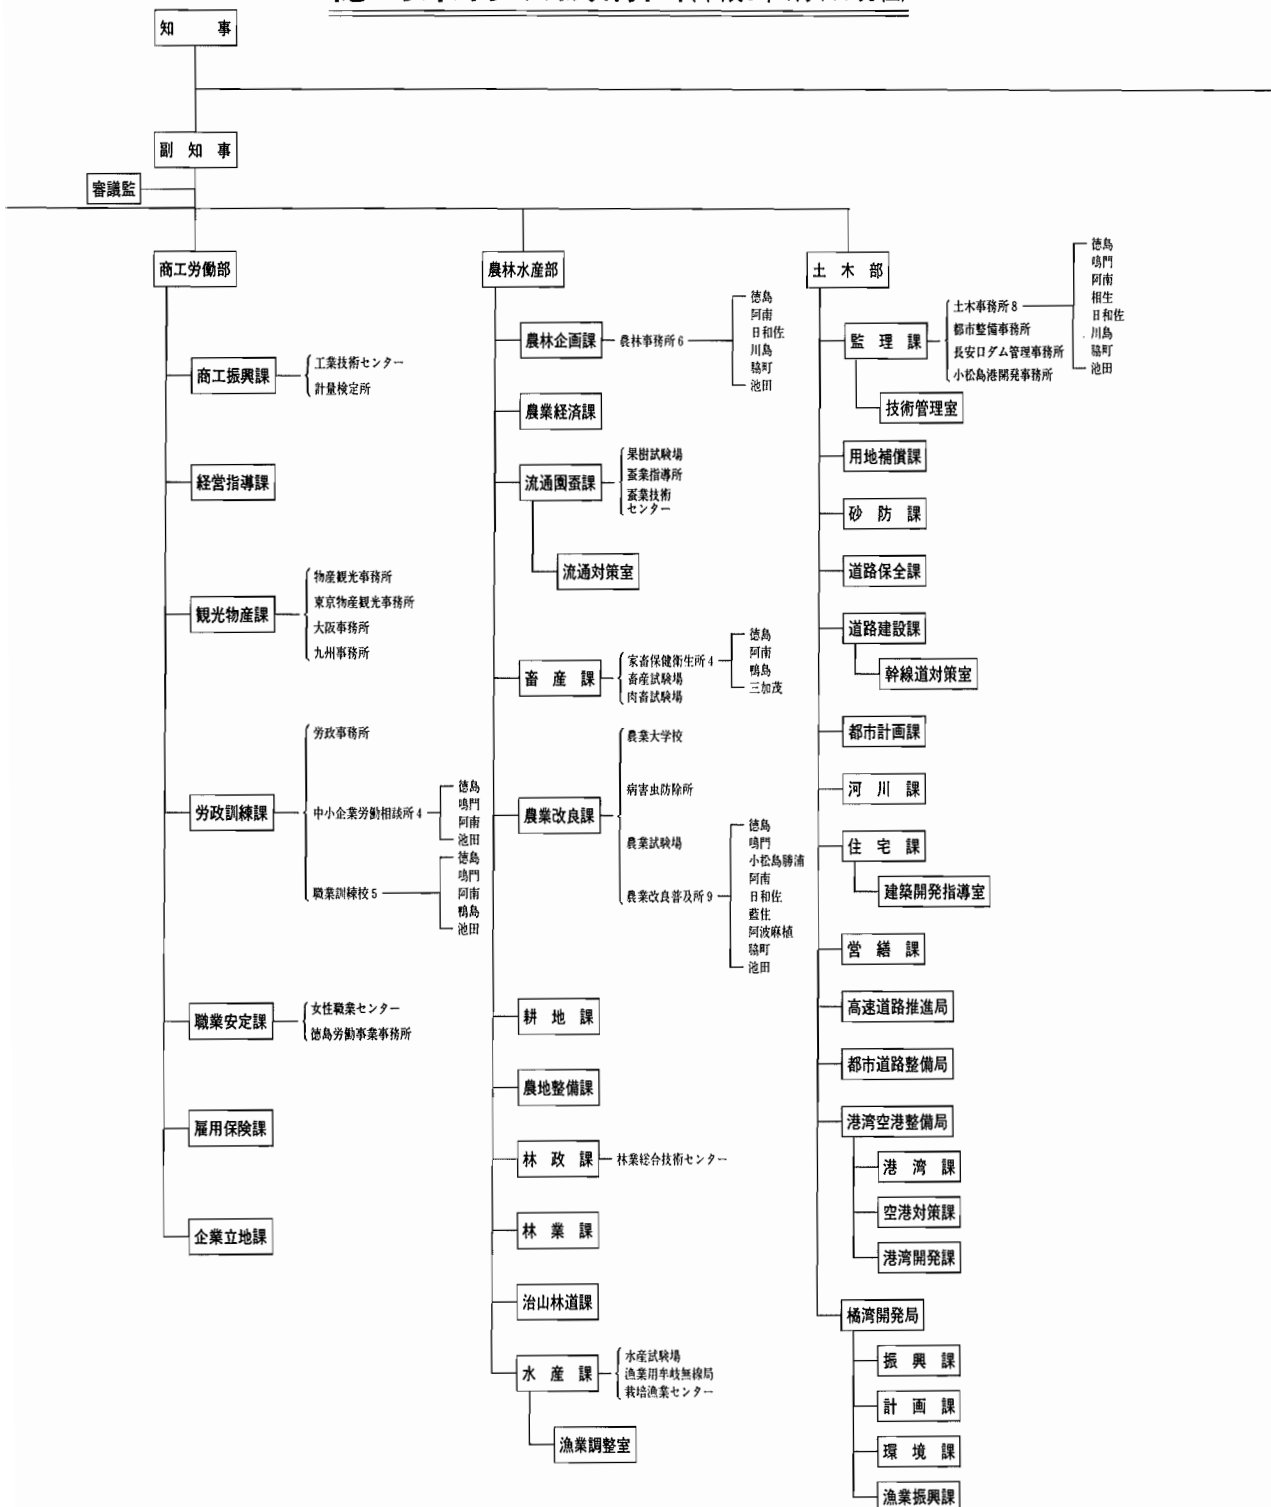 知事
副知事
審議監
商工労働部
商工振興課
工業技術センター
計量検定所
経営指導課
観光物産課
物産観光事務所
東京物産観光事務所
大阪事務所
九州事務所
労政訓練課
労政事務所
中小企業労働相談所4
徳島
鳴門
阿南
池田
職業訓練校5
徳島
鳴門
阿南
鴨島
池田
職業安定課
女性職業センター
徳島労働事業事務所
雇用保険課
企業立地課
農林水産部
農林企画課
農林事務所6
徳島
阿南
日和佐
川島
脇町
池田
農業経済課
流通園蚕課
果樹試験場
蚕業指導所
蚕業技術
センター
流通対策室
畜産課
家畜保健衛生所4
徳島
阿南
鴨島
三加茂
畜産試験場
肉畜試験場
農業改良課
農業大学校
病害虫防除所
農業試験場
農業改良普及所9
徳島
鳴門
小松島勝浦
阿南
日和佐
藍住
阿波麻植
脇町
池田
耕地課
農地整備課
林政課
林業総合技術センター
林業課
治山林道課
水産課
水産試験場
漁業用牟岐無線局
栽培漁業センター
漁業調整室
土木部
監理課
土木事務所8
徳島
鳴門
阿南
相生
日和佐
川島
脇町
池田
都市整備事務所
長安口ダム管理事務所
小松島港開発事務所
技術管理室
用地補償課
砂防課
道路保全課
道路建設課
幹線道対策室
都市計画課
河川課
住宅課
建築開発指導室
営繕課
高速道路推進局
都市道路整備局
港湾空港整備局
港湾課
空港対策課
港湾開発課
橘湾開発局
振興課
計画課
環境課
漁業振興課